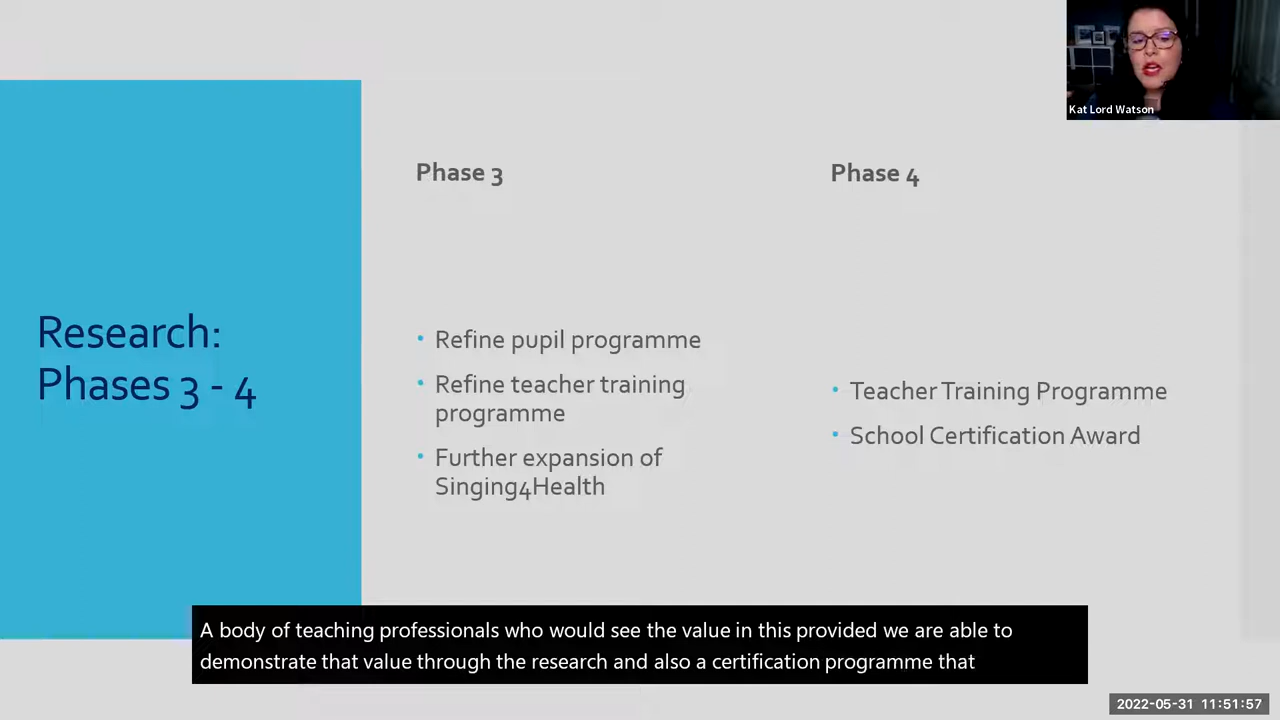 Kat Lord Watson
Research:
Phases 3 - 4
Phase 3
• Refine pupil programme
• Refine teacher training
programme
• Further expansion of
Singing4Health
Phase 4
• Teacher Training Programme
• School Certification Award
A body of teaching professionals who would see the value in this provided we are able to
demonstrate that value through the research and also a certification programme that
2022-05-31 11:51:57